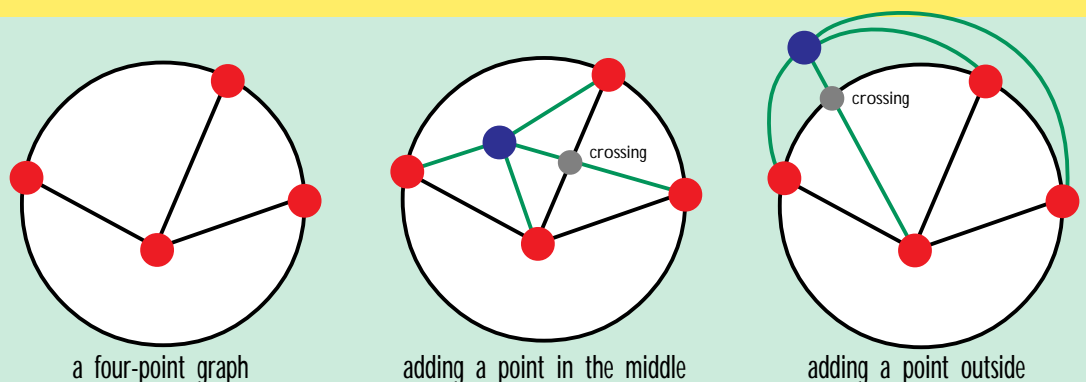 crossing
crossing
a four-point graph
adding a point in the middle
adding a point outside